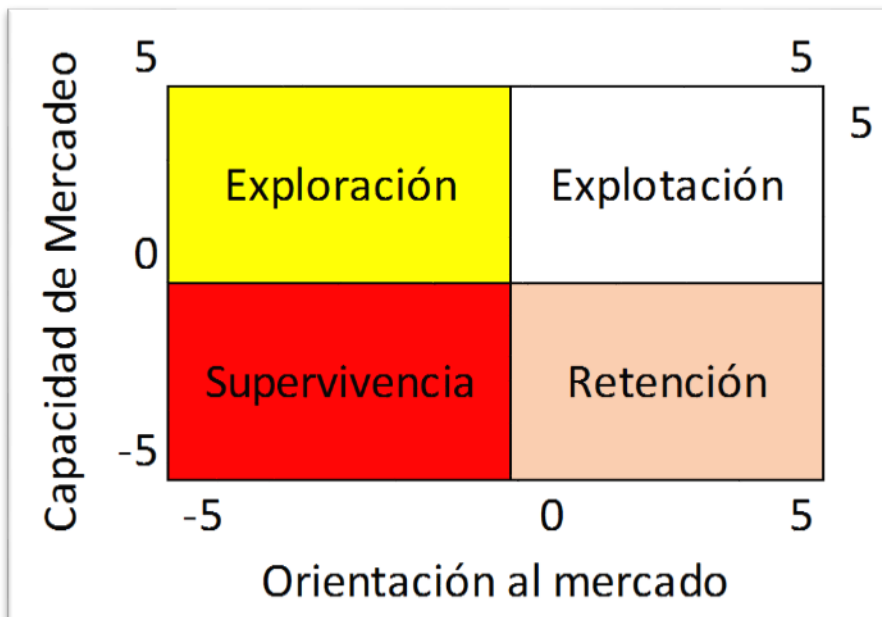 5
5
5
Capacidad de Mercadeo
Exploración
Explotación
0
Supervivencia
Retención
-5
-5
0
5
Orientación al mercado